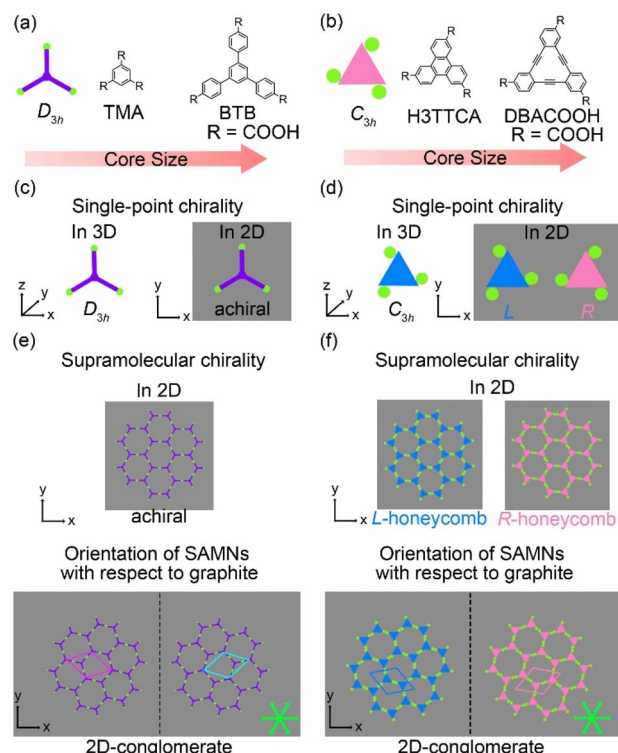 (a)
R
R
R
R
R
R
D3h
TMA
BTB
R = COOH
Core Size
(b)
R
R
R
R
R
R
C3h
H3TTCA
DBACOOH
R = COOH
Core Size
(c)
Single-point chirality
In 3D
In 2D
z
y
x
D3h
y
x
achiral
(d)
Single-point chirality
In 3D
In 2D
z
y
x
C3h
y
x
L
R
(e)
Supramolecular chirality
In 2D
y
x
achiral
Orientation of SAMNs
with respect to graphite
y
x
2D-conglomerate
(f)
Supramolecular chirality
In 2D
y
x
L-honeycomb
R-honeycomb
Orientation of SAMNs
with respect to graphite
y
x
2D-conglomerate